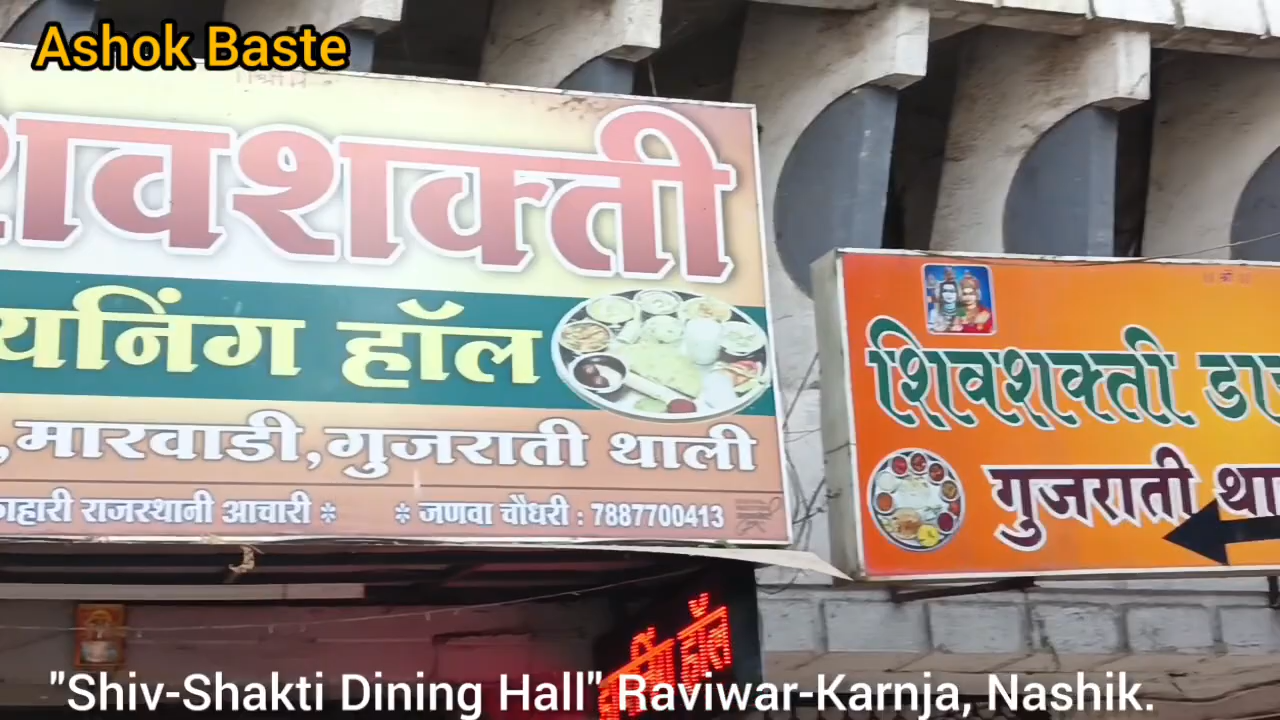 Ashok Baste
शिवशक्ती
डायनिंग हॉल
,मारवाडी,गुजराती थाली
राजस्थानी आचारी * * जणवा चौधरी : 7887700413
शिवशक्ती
गुजराती
हॉल
"Shiv-Shakti Dining Hall" Raviwar-Karnja, Nashik.